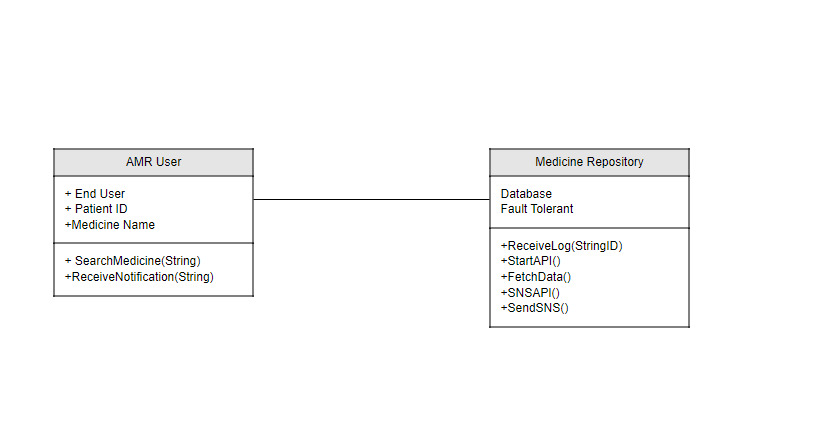 AMR User
+ End User
+ Patient ID
+Medicine Name
+ SearchMedicine(String)
+ReceiveNotification(String)
Medicine Repository
Database
Fault Tolerant
+ReceiveLog(StringID)
+StartAPI()
+FetchData()
+SNSAPI()
+SendSNS()